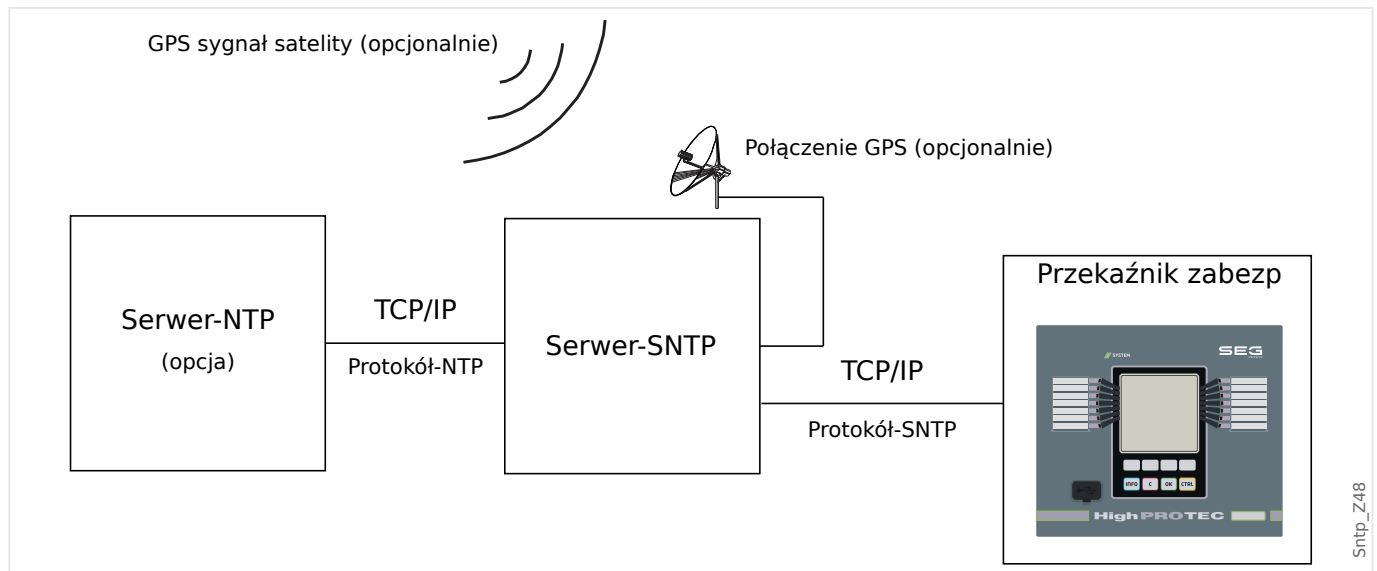 GPS sygnał satelity (opcjonalnie)
Połączenie GPS (opcjonalnie)
Serwer-NTP
(opcja)
TCP/IP
Protokół-NTP
Serwer-SNTP
TCP/IP
Protokół-SNTP
Przekaźnik zabezp
SYSTEM
SEG
INFO
C
OK
CTRL
HighPROTEC
Sntp_Z48